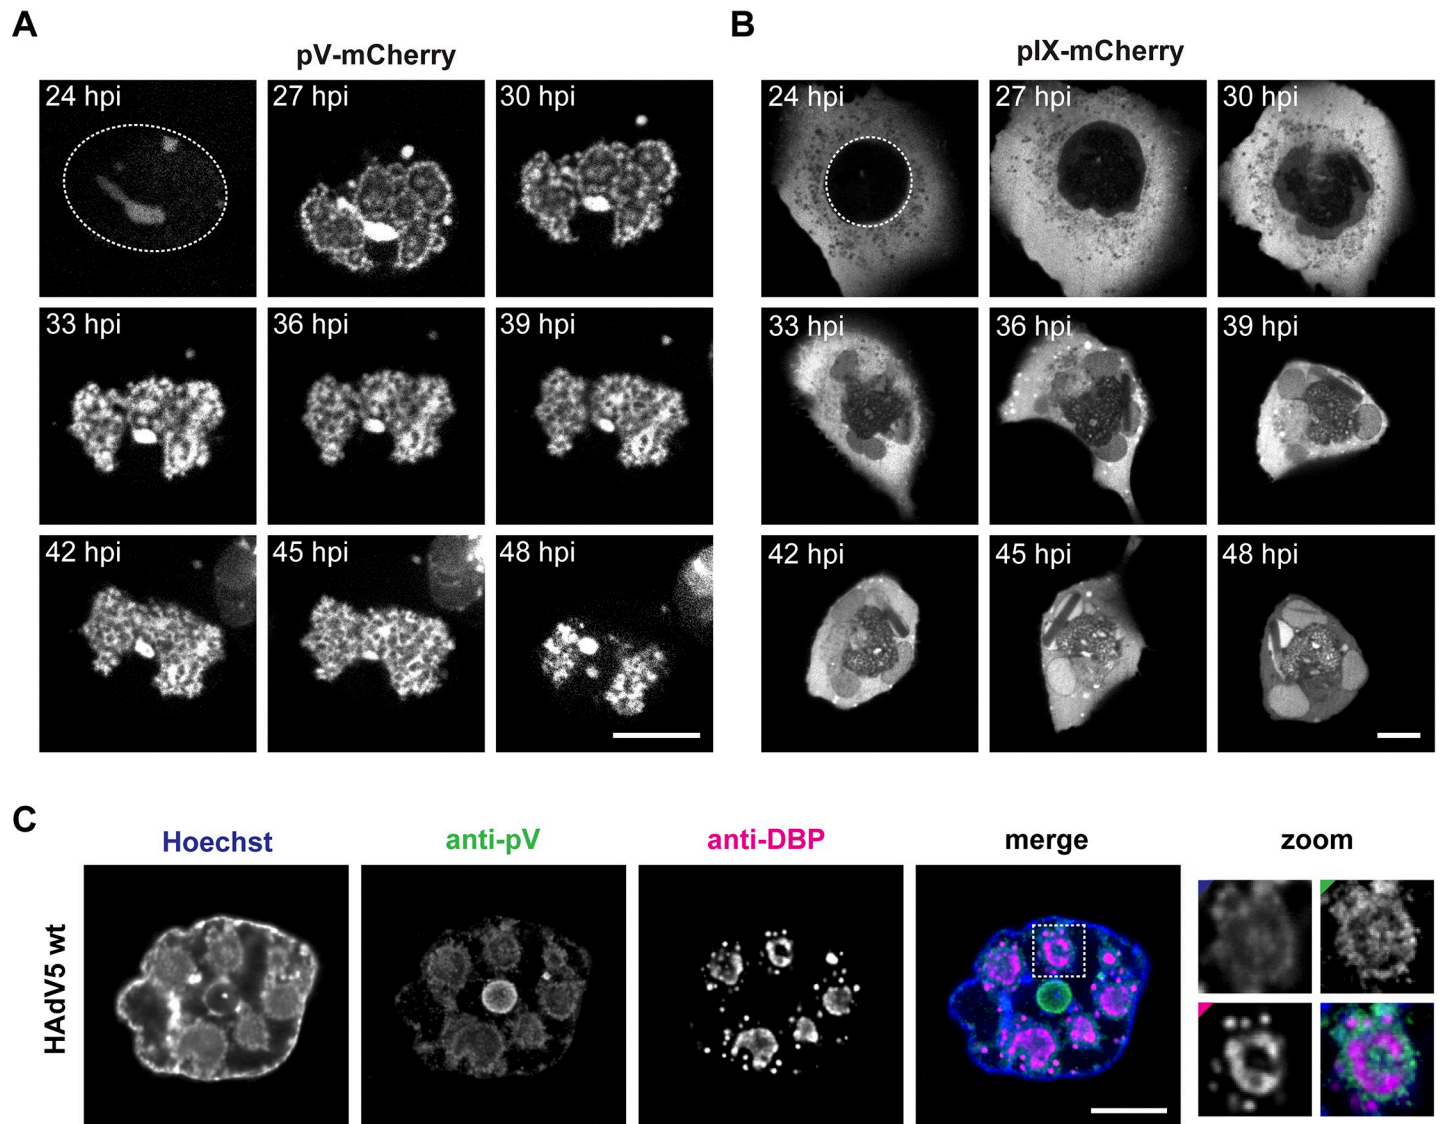 A
pV-mCherry
24 hpi
27 hpi
30 hpi
33 hpi
36 hpi
39 hpi
42 hpi
45 hpi
48 hpi
B
pIX-mCherry
24 hpi
27 hpi
30 hpi
33 hpi
36 hpi
39 hpi
42 hpi
45 hpi
48 hpi
C
Hoechst
anti-pV
anti-DBP
merge
zoom
HAdV5 wt